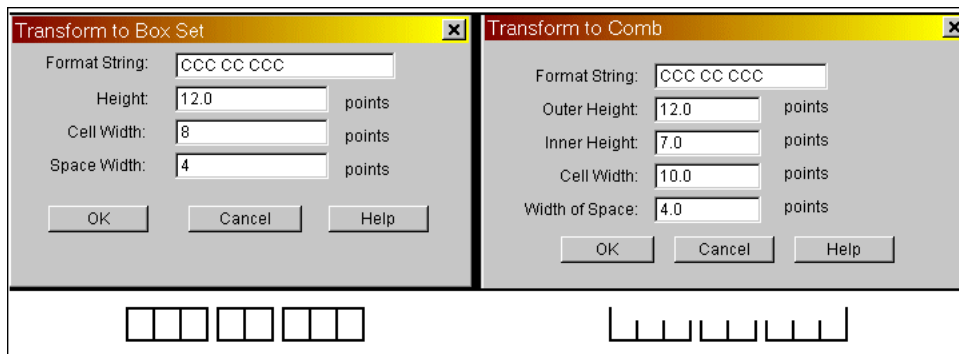 Transform to Box Set
Format String: CCC CC CCC
Height: 12.0 points
Cell Width: 8 points
Space Width: 4 points
OK Cancel Help
Transform to Comb
Format String: CCC CC CCC
Outer Height: 12.0 points
Inner Height: 7.0 points
Cell Width: 10.0 points
Width of Space: 4.0 points
OK Cancel Help